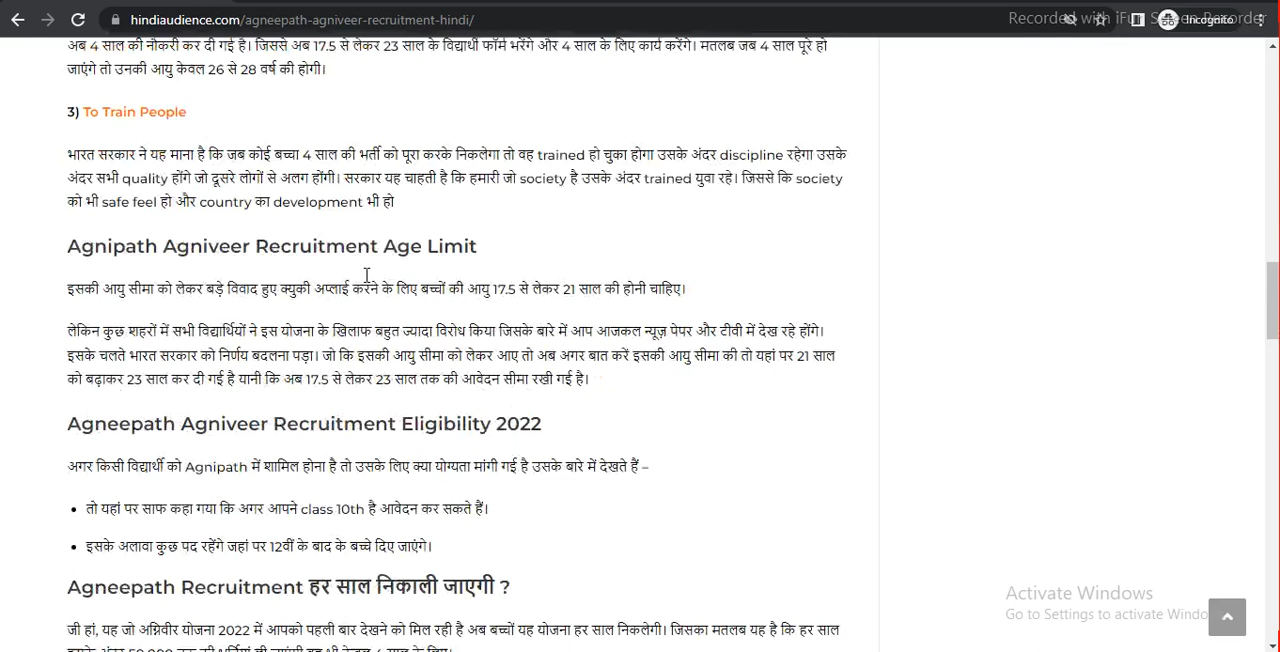 hindiaudience.com/agneepath-agniveer-recruitment-hindi/
Recorded with iFun Screen Recorder
Incognito
अब 4 साल की नौकरी कर दी गई है। जिससे अब 17.5 से लेकर 23 साल के विद्यार्थी फॉर्म भरेंगे और 4 साल के लिए कार्य करेंगे। मतलब जब 4 साल पूरे हो
जाएंगे तो उनकी आयु केवल 26 से 28 वर्ष की होगी।
3) To Train People
भारत सरकार ने यह माना है कि जब कोई बच्चा 4 साल की भर्ती को पूरा करके निकलेगा तो वह trained हो चुका होगा उसके अंदर discipline रहेगा उसके
अंदर सभी quality होंगे जो दूसरे लोगों से अलग होंगी। सरकार यह चाहती है कि हमारी जो society है उसके अंदर trained युवा रहे। जिससे कि society
को भी safe feel हो और country का development भी हो
Agnipath Agniveer Recruitment Age Limit
इसकी आयु सीमा को लेकर बड़े विवाद हुए क्युकी अप्लाई करने के लिए बच्चों की आयु 17.5 से लेकर 21 साल की होनी चाहिए।
लेकिन कुछ शहरों में सभी विद्यार्थियों ने इस योजना के खिलाफ बहुत ज्यादा विरोध किया जिसके बारे में आप आजकल न्यूज़ पेपर और टीवी में देख रहे होंगे।
इसके चलते भारत सरकार को निर्णय बदलना पड़ा। जो कि इसकी आयु सीमा को लेकर आए तो अब अगर बात करें इसकी आयु सीमा की तो यहां पर 21 साल
को बढ़ाकर 23 साल कर दी गई है यानी कि अब 17.5 से लेकर 23 साल तक की आवेदन सीमा रखी गई है।
Agneepath Agniveer Recruitment Eligibility 2022
अगर किसी विद्यार्थी को Agnipath में शामिल होना है तो उसके लिए क्या योग्यता मांगी गई है उसके बारे में देखते हैं –
• तो यहां पर साफ कहा गया कि अगर आपने class 10th है आवेदन कर सकते हैं।
• इसके अलावा कुछ पद रहेंगे जहां पर 12वीं के बाद के बच्चे दिए जाएंगे।
Agneepath Recruitment हर साल निकाली जाएगी ?
जी हां, यह जो अग्निवीर योजना 2022 में आपको पहली बार देखने को मिल रही है अब बच्चों यह योजना हर साल निकलेगी। जिसका मतलब यह है कि हर साल
Activate Windows
Go to Settings to activate Windo